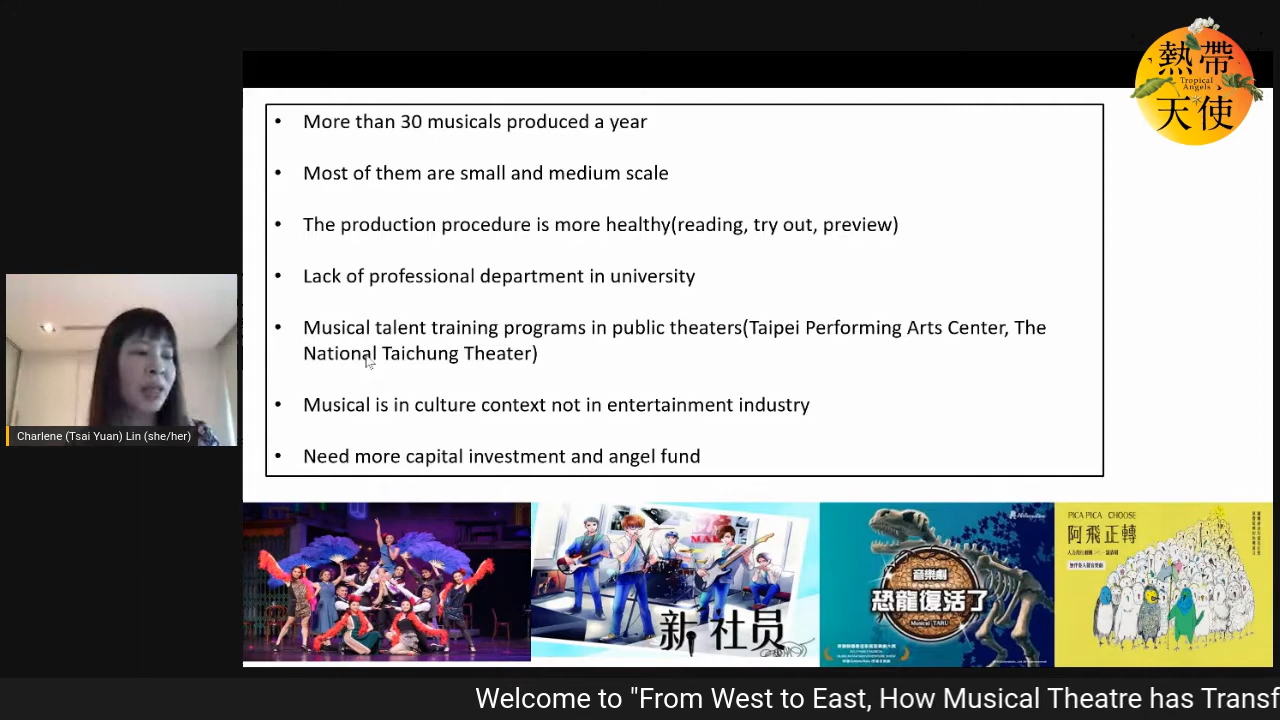 熱帶
Tropical
Angels
天使
• More than 30 musicals produced a year
• Most of them are small and medium scale
• The production procedure is more healthy(reading, try out, preview)
• Lack of professional department in university
• Musical talent training programs in public theaters(Taipei Performing Arts Center, The
National Taichung Theater)
• Musical is in culture context not in entertainment industry
• Need more capital investment and angel fund
Charlene (Tsai Yuan) Lin (she/her)
新社员
音樂劇
恐龍復活了
Musical TARU
PICA PICA CHOOSE
阿飛正轉
Welcome to "From West to East, How Musical Theatre has Transf